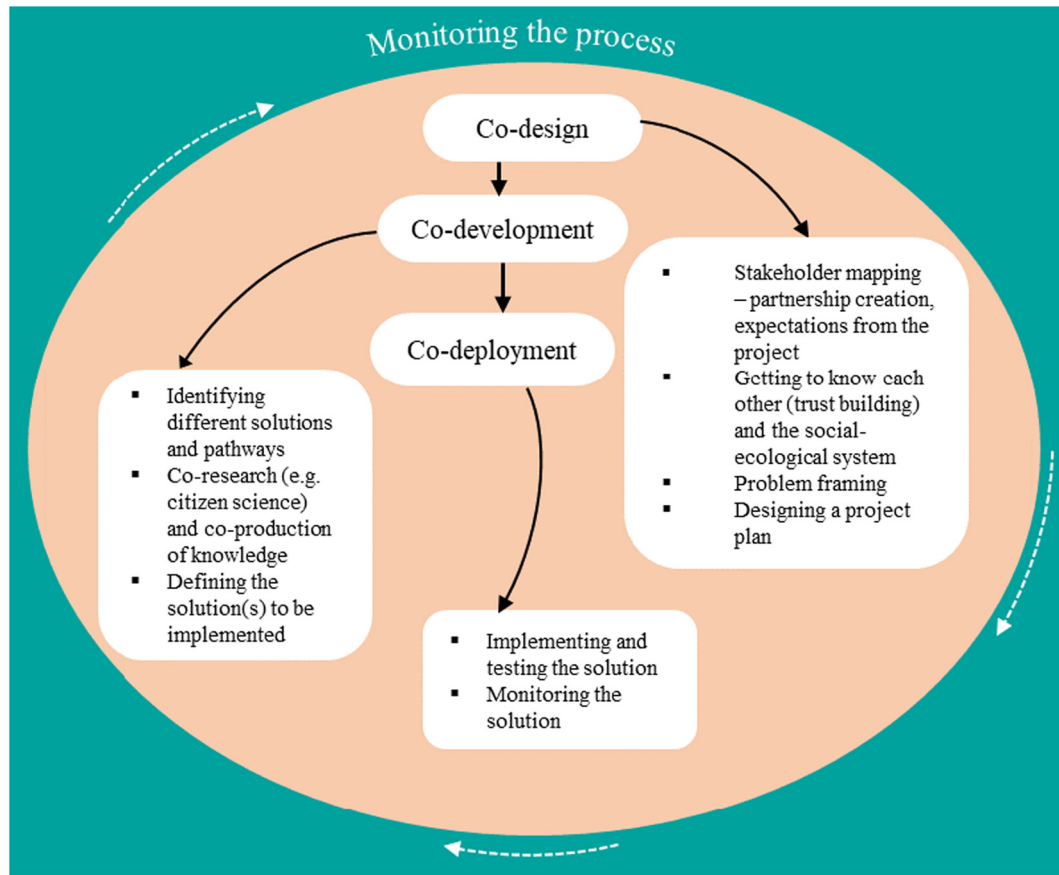 Monitoring the process
Co-design
Co-development
Co-deployment
▪ Stakeholder mapping
– partnership creation,
expectations from the
project
▪ Getting to know each
other (trust building)
and the social-
ecological system
▪ Problem framing
▪ Designing a project
plan
▪ Identifying
different solutions
and pathways
▪ Co-research (e.g.
citizen science)
and co-production
of knowledge
▪ Defining the
solution(s) to be
implemented
▪ Implementing and
testing the solution
▪ Monitoring the
solution